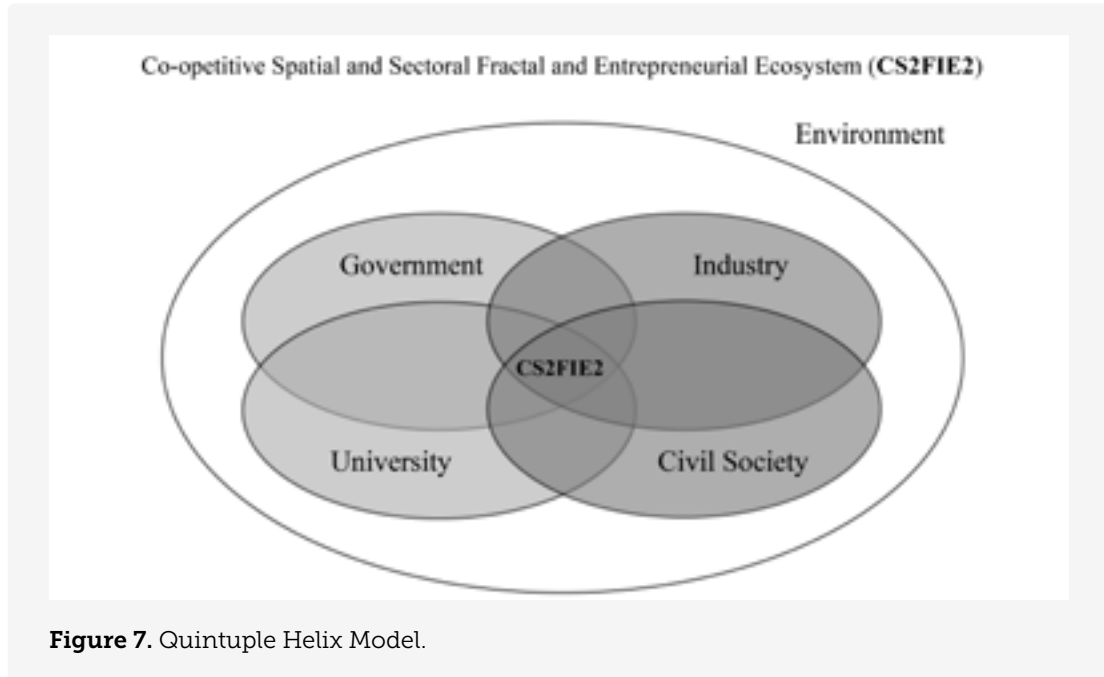 Co-opetitive Spatial and Sectoral Fractal and Entrepreneurial Ecosystem (CS2FIE2)
Environment
Government
Industry
CS2FIE2
University
Civil Society
Figure 7. Quintuple Helix Model.